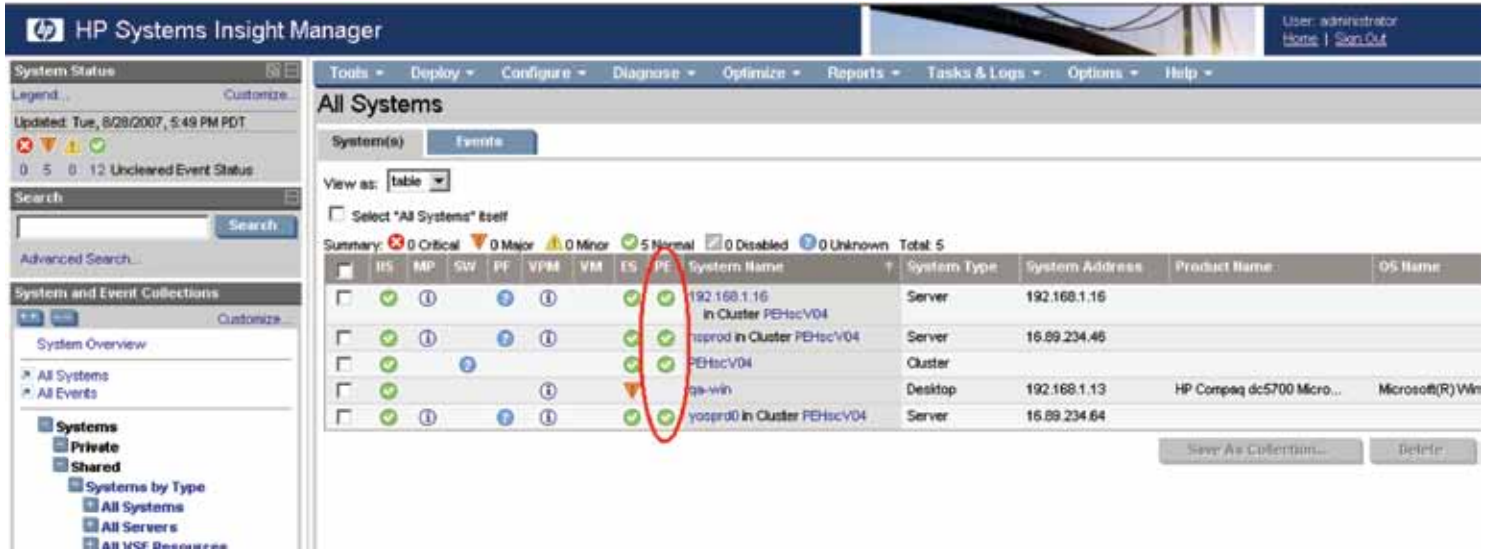 HP Systems Insight Manager
User: administrator
Home | Sign Out
System Status
Legend... Customize...
Updated: Tue, 8/28/2007, 5:49 PM PDT
0 5 0 12 Uncleared Event Status
Search
Search
Advanced Search...
System and Event Collections
Customize...
System Overview
All Systems
All Events
Systems
Private
Shared
Systems by Type
All Systems
All Servers
All VSE Resources
Tools Deploy Configure Diagnose Optimize Reports Tasks & Logs Options Help
All Systems
System(s) Events
View as: table
Select "All Systems" itself
Summary: 0 Critical 0 Major 0 Minor 5 Normal 0 Disabled 0 Unknown Total: 5
HS MP SW PF VPM VM ES PE System Name System Type System Address Product Name OS Name
192.168.1.16 Server 192.168.1.16
in Cluster PEHscV04
in Cluster PEHscV04 Server 16.89.234.46
PEHscV04 Cluster
Desktop 192.168.1.13 HP Compaq dc5700 Micro... Microsoft(R) Win
yosprd0 in Cluster PEHscV04 Server 16.89.234.64
Save As Collection... Delete